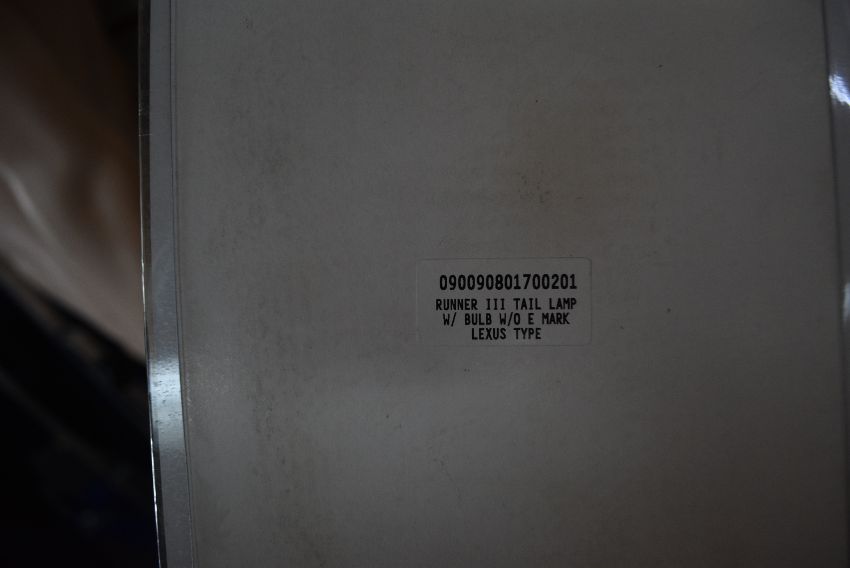 090090801700201
RUNNER III TAIL LAMP
W/ BULB W/O E MARK
LEXUS TYPE